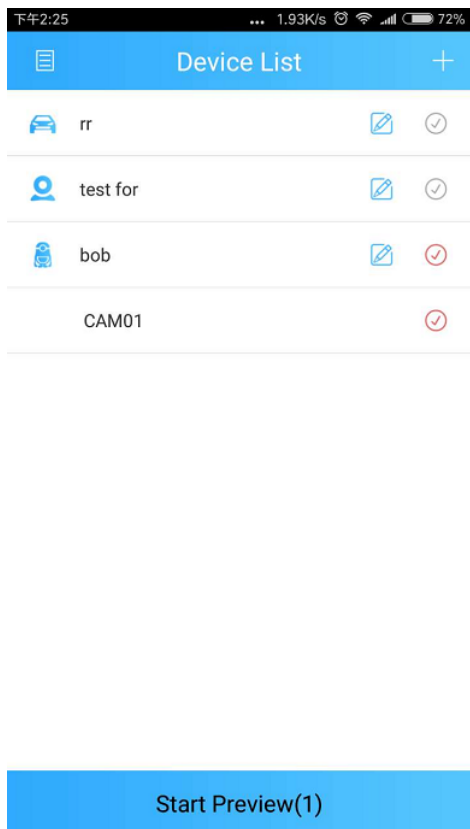 下午2:25 ... 1.93K/s 72%
Device List
rr
test for
bob
CAM01
Start Preview(1)